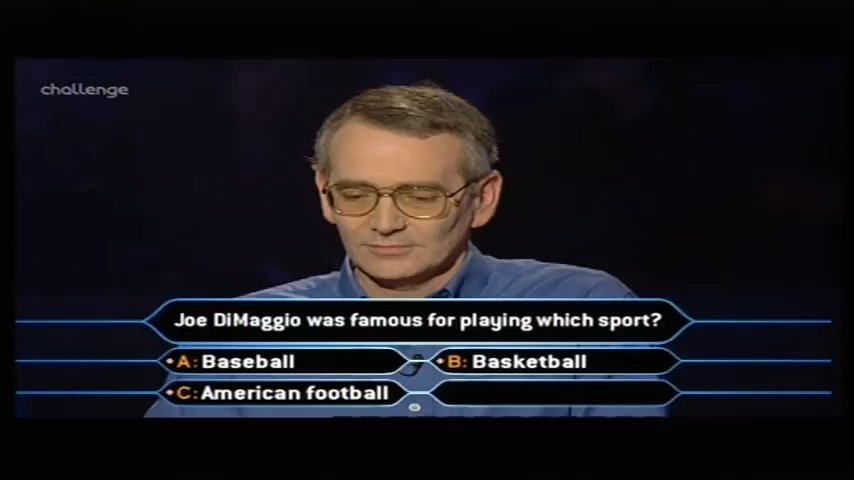 challenge
Joe DiMaggio was famous for playing which sport?
A: Baseball
B: Basketball
C: American football